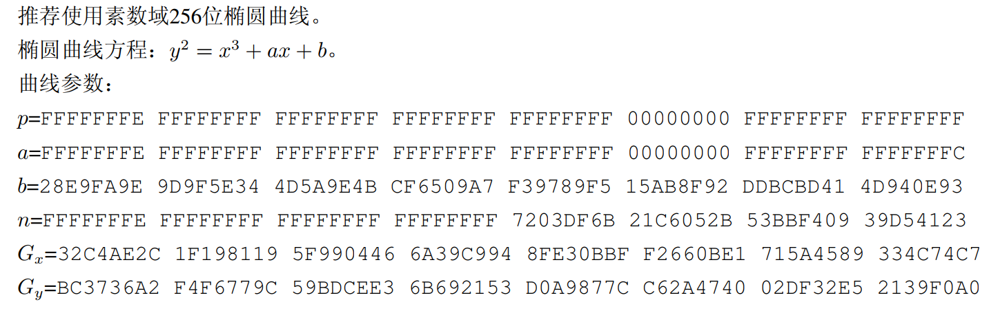 推荐使用素数域256位椭圆曲线。
椭圆曲线方程：y² = x³ + ax + b。
曲线参数：
p=FFFFFFFE FFFFFFFF FFFFFFFF FFFFFFFF FFFFFFFF 00000000 FFFFFFFF FFFFFFFF
a=FFFFFFFE FFFFFFFF FFFFFFFF FFFFFFFF FFFFFFFF 00000000 FFFFFFFF FFFFFFFC
b=28E9FA9E 9D9F5E34 4D5A9E4B CF6509A7 F39789F5 15AB8F92 DDBCBD41 4D940E93
n=FFFFFFFE FFFFFFFF FFFFFFFF FFFFFFFF 7203DF6B 21C6052B 53BBF409 39D54123
Gₓ=32C4AE2C 1F198119 5F990446 6A39C994 8FE30BBF F2660BE1 715A4589 334C74C7
G_y=BC3736A2 F4F6779C 59BDCEE3 6B692153 D0A9877C C62A4740 02DF32E5 2139F0A0